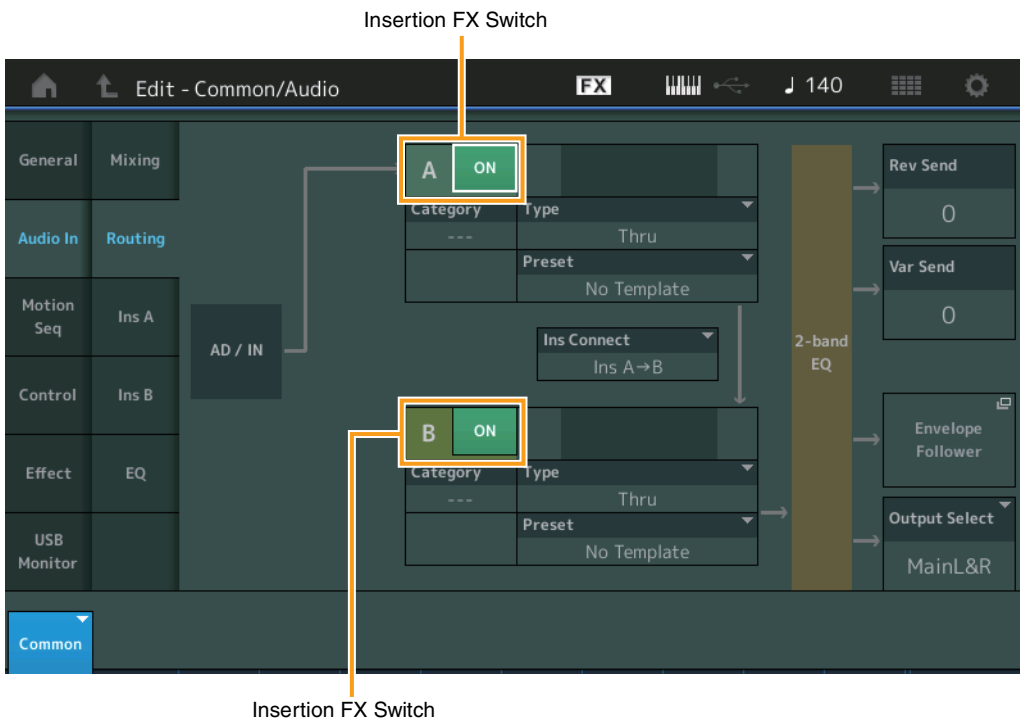 Insertion FX Switch
Edit - Common/Audio
FX
♩ 140
General
Mixing
A
ON
Rev Send
0
Category
Type
---
Thru
Audio In
Routing
Preset
No Template
Var Send
0
Motion
Seq
Ins A
AD / IN
Ins Connect
Ins A→B
2-band
EQ
Control
Ins B
B
ON
Envelope
Follower
Effect
EQ
Category
Type
---
Thru
Preset
No Template
Output Select
MainL&R
USB
Monitor
Common
Insertion FX Switch